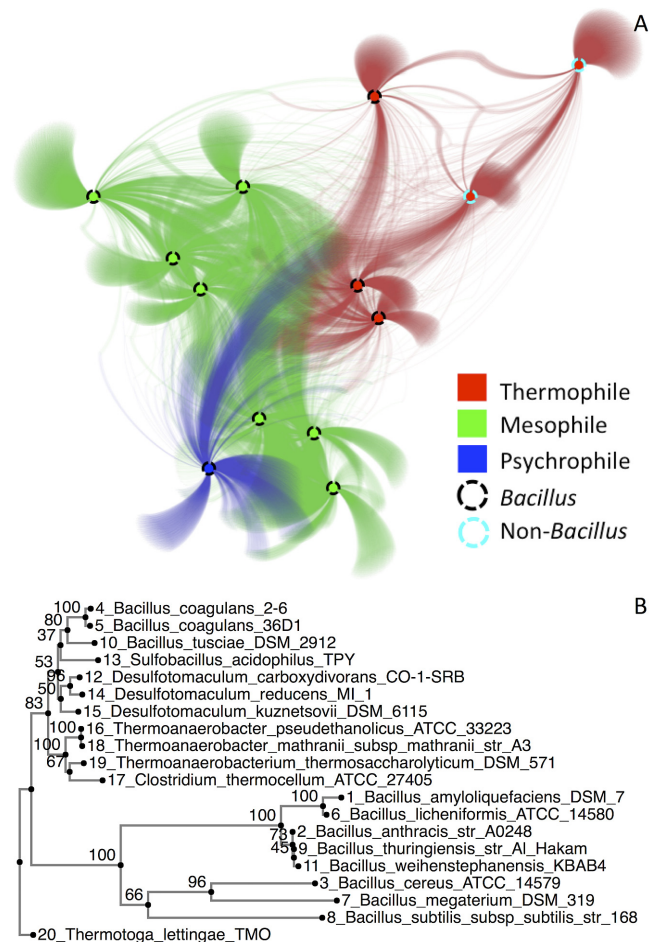 A
Thermophile
Mesophile
Psychrophile
Bacillus
Non-Bacillus
B
100
4_Bacillus_coagulans_2-6
80
5_Bacillus_coagulans_36D1
37
10_Bacillus_tusciae_DSM_2912
53
13_Sulfobacillus_acidophilus_TPY
96
12_Desulfotomaculum_carboxydivorans_CO-1-SRB
50
14_Desulfotomaculum_reducens_MI_1
83
15_Desulfotomaculum_kuznetsovii_DSM_6115
100
16_Thermoanaerobacter_pseudethanolicus_ATCC_33223
100
18_Thermoanaerobacter_mathranii_subsp_mathranii_str_A3
67
19_Thermoanaerobacterium_thermosaccharolyticum_DSM_571
17_Clostridium_thermocellum_ATCC_27405
100
1_Bacillus_amyloliquefaciens_DSM_7
100
6_Bacillus_licheniformis_ATCC_14580
73
2_Bacillus_anthracis_str_A0248
45
9_Bacillus_thuringiensis_str_Al_Hakam
11_Bacillus_weihenstephanensis_KBAB4
100
96
3_Bacillus_cereus_ATCC_14579
66
7_Bacillus_megaterium_DSM_319
8_Bacillus_subtilis_subsp_subtilis_str_168
20_Thermotoga_lettingae_TMO